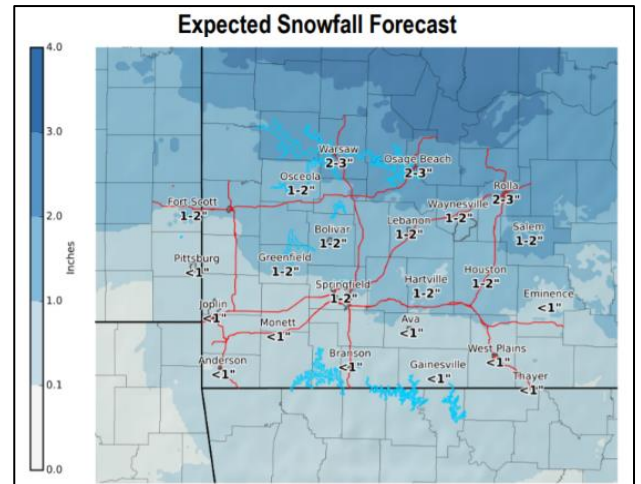 Expected Snowfall Forecast
4.0
3.0
2.0
1.0
0.1
0.0
Inches
Warsaw
2-3"
Osage Beach
2-3"
Osceola
1-2"
Rolla
2-3"
Fort Scott
1-2"
Waynesville
1-2"
Lebanon
1-2"
Bolivar
1-2"
Salem
1-2"
Pittsburg
<1"
Greenfield
1-2"
Houston
1-2"
Hartville
1-2"
Springfield
1-2"
Eminence
<1"
Joplin
<1"
Monett
<1"
Ava
<1"
Anderson
<1"
Branson
<1"
West Plains
<1"
Gainesville
<1"
Thayer
<1"